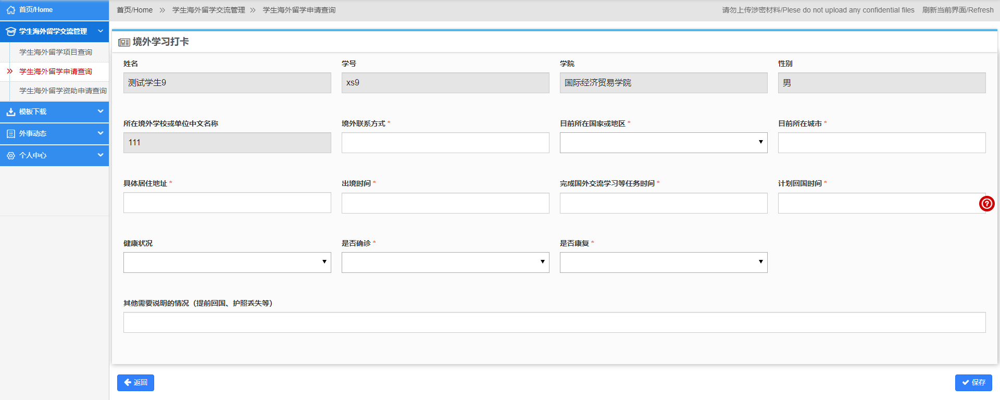 首页/Home
首页/Home 学生海外留学交流管理 学生海外留学申请查询
请勿上传涉密材料/Plese do not upload any confidential files 刷新当前界面/Refresh
学生海外留学交流管理
学生海外留学项目查询
学生海外留学申请查询
学生海外留学资助申请查询
模板下载
外事动态
个人中心
境外学习打卡
姓名 学号 学院 性别
测试学生9 xs9 国际经济贸易学院 男
所在境外学校或单位中文名称 境外联系方式 * 目前所在国家或地区 * 目前所在城市 *
111
具体居住地址 * 出境时间 * 完成国外交流学习等任务时间 * 计划回国时间 *
健康状况 是否确诊 * 是否康复 *
其他需要说明的情况（提前回国、护照丢失等）
返回 保存